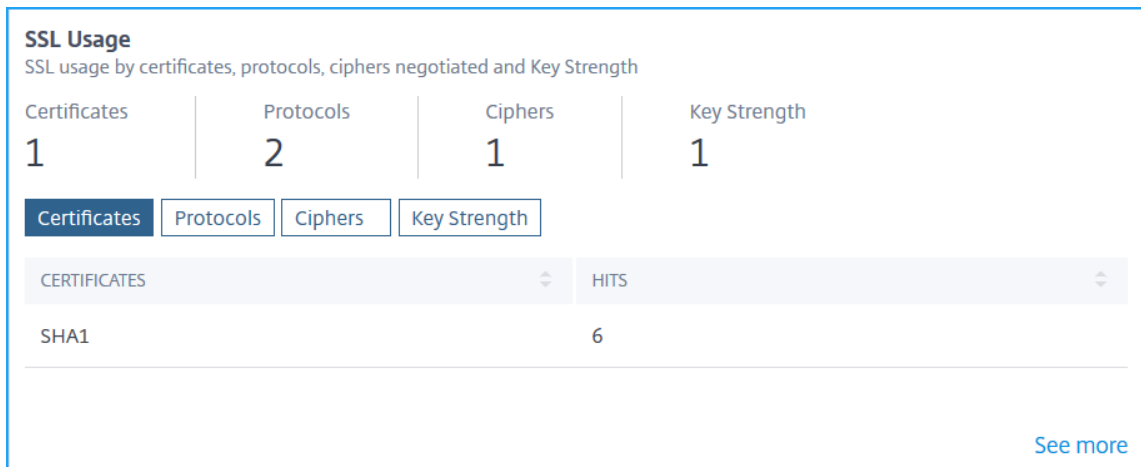 SSL Usage
SSL usage by certificates, protocols, ciphers negotiated and Key Strength
Certificates Protocols Ciphers Key Strength
1 2 1 1
Certificates Protocols Ciphers Key Strength
CERTIFICATES HITS
SHA1 6
See more